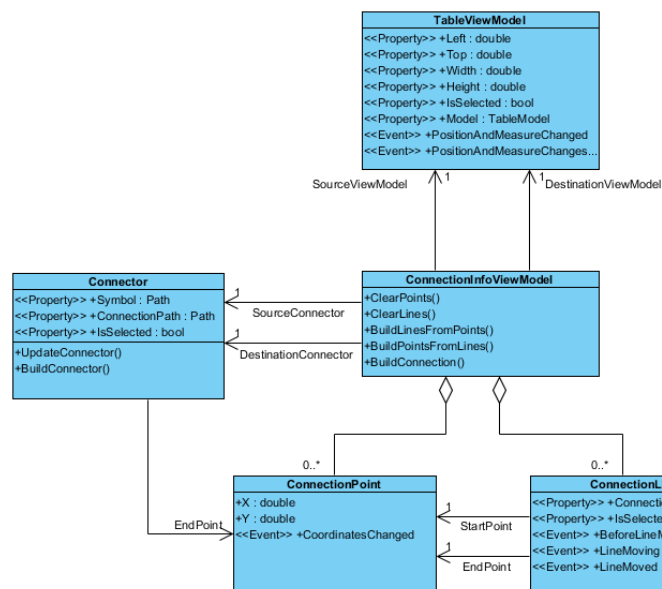 TableViewModel
<<Property>> +Left : double
<<Property>> +Top : double
<<Property>> +Width : double
<<Property>> +Height : double
<<Property>> +IsSelected : bool
<<Property>> +Model : TableModel
<<Event>> +PositionAndMeasureChanged
<<Event>> +PositionAndMeasureChanges...
SourceViewModel
1
1
DestinationViewModel
Connector
<<Property>> +Symbol : Path
<<Property>> +ConnectionPath : Path
<<Property>> +IsSelected : bool
+UpdateConnector()
+BuildConnector()
1
SourceConnector
1
DestinationConnector
ConnectionInfoViewModel
+ClearPoints()
+ClearLines()
+BuildLinesFromPoints()
+BuildPointsFromLines()
+BuildConnection()
0..*
0..*
ConnectionPoint
+X : double
+Y : double
<<Event>> +CoordinatesChanged
EndPoint
1
StartPoint
1
EndPoint
ConnectionL
<<Property>> +Connectio
<<Property>> +IsSelected
<<Event>> +BeforeLineM
<<Event>> +LineMoving
<<Event>> +LineMoved